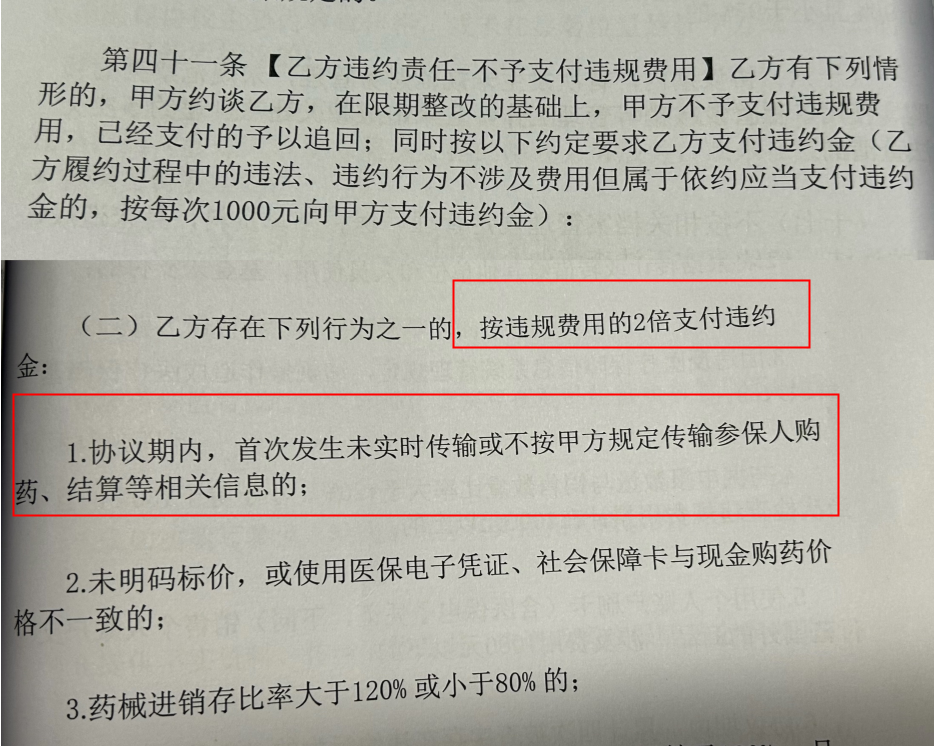 第四十一条【乙方违约责任-不予支付违规费用】乙方有下列情
形的，甲方约谈乙方，在限期整改的基础上，甲方不予支付违规费
用，已经支付的予以追回；同时按以下约定要求乙方支付违约金（乙
方履约过程中的违法、违约行为不涉及费用但属于依约应当支付违约
金的，按每次1000元向甲方支付违约金）：
（二）乙方存在下列行为之一的，按违规费用的2倍支付违约
金：
1.协议期内，首次发生未实时传输或不按甲方规定传输参保人购
药、结算等相关信息的；
2.未明码标价，或使用医保电子凭证、社会保障卡与现金购药价
格不一致的；
3.药械进销存比率大于120%或小于80%的；